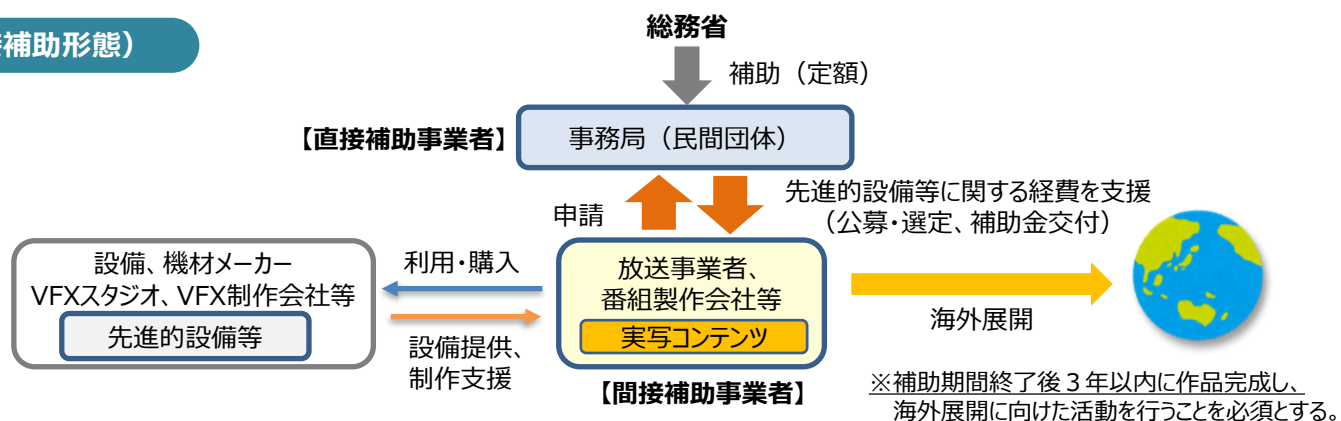 補助形態）
総務省
補助（定額）
【直接補助事業者】
事務局（民間団体）
申請
先進的設備等に関する経費を支援
（公募・選定、補助金交付）
設備、機材メーカー
VFXスタジオ、VFX制作会社等
先進的設備等
利用・購入
設備提供、
制作支援
放送事業者、
番組製作会社等
実写コンテンツ
【間接補助事業者】
海外展開
※補助期間終了後３年以内に作品完成し、
海外展開に向けた活動を行うことを必須とする。